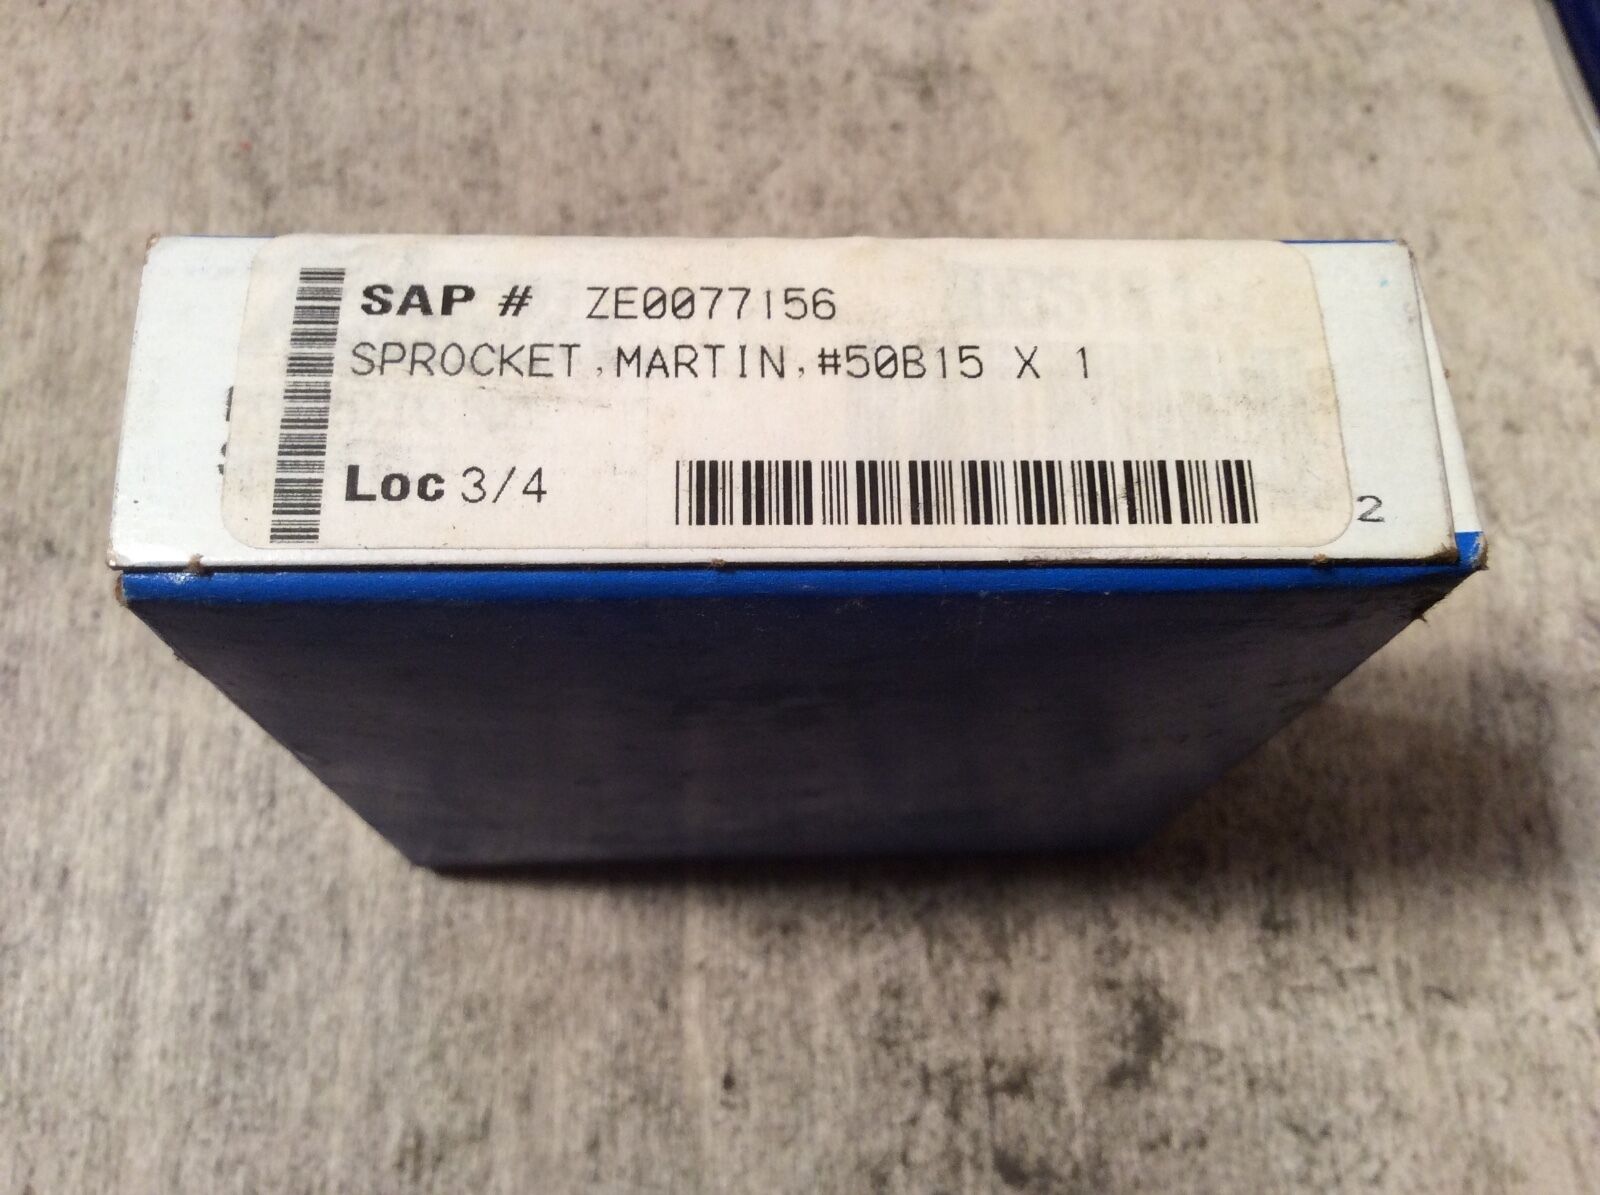 SAP # ZE0077156
SPROCKET,MARTIN,#50B15 X 1
Loc 3/4
2